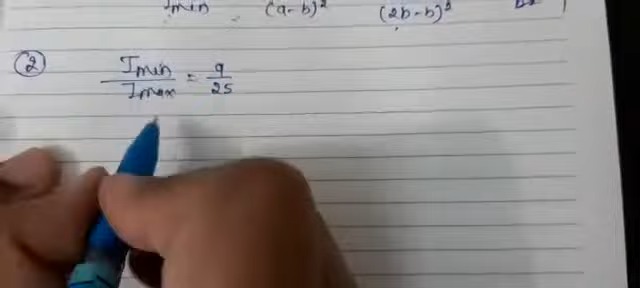 Imin (a-b)² (2b-b)²
② Imin / Imax = 9/25